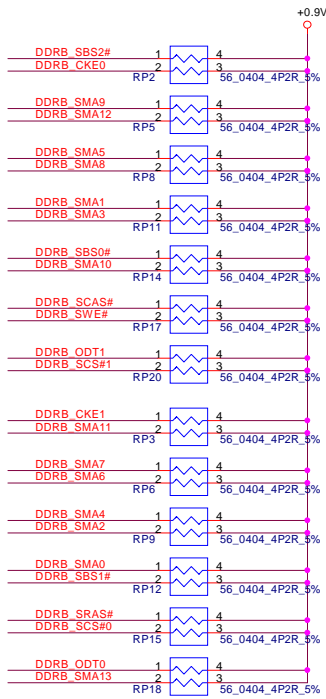 +0.9V
DDRB_SBS2# 1 4
DDRB_CKE0 2 3
RP2 56_0404_4P2R_5%
DDRB_SMA9 1 4
DDRB_SMA12 2 3
RP5 56_0404_4P2R_5%
DDRB_SMA5 1 4
DDRB_SMA8 2 3
RP8 56_0404_4P2R_5%
DDRB_SMA1 1 4
DDRB_SMA3 2 3
RP11 56_0404_4P2R_5%
DDRB_SBS0# 1 4
DDRB_SMA10 2 3
RP14 56_0404_4P2R_5%
DDRB_SCAS# 1 4
DDRB_SWE# 2 3
RP17 56_0404_4P2R_5%
DDRB_ODT1 1 4
DDRB_SCS#1 2 3
RP20 56_0404_4P2R_5%
DDRB_CKE1 1 4
DDRB_SMA11 2 3
RP3 56_0404_4P2R_5%
DDRB_SMA7 1 4
DDRB_SMA6 2 3
RP6 56_0404_4P2R_5%
DDRB_SMA4 1 4
DDRB_SMA2 2 3
RP9 56_0404_4P2R_5%
DDRB_SMA0 1 4
DDRB_SBS1# 2 3
RP12 56_0404_4P2R_5%
DDRB_SRAS# 1 4
DDRB_SCS#0 2 3
RP15 56_0404_4P2R_5%
DDRB_ODT0 1 4
DDRB_SMA13 2 3
RP18 56_0404_4P2R_5%